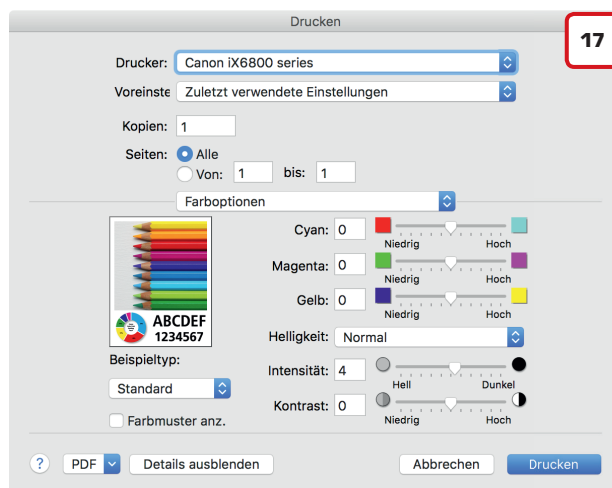 Drucken
17
Drucker: Canon iX6800 series
Voreinste Zuletzt verwendete Einstellungen
Kopien: 1
Seiten: Alle
Von: 1 bis: 1
Farboptionen
Cyan: 0
Niedrig Hoch
Magenta: 0
Niedrig Hoch
Gelb: 0
Niedrig Hoch
ABCDEF
1234567
Helligkeit: Normal
Beispieltyp:
Standard
Intensität: 4
Hell Dunkel
Kontrast: 0
Niedrig Hoch
Farbmuster anz.
? PDF Details ausblenden Abbrechen Drucken